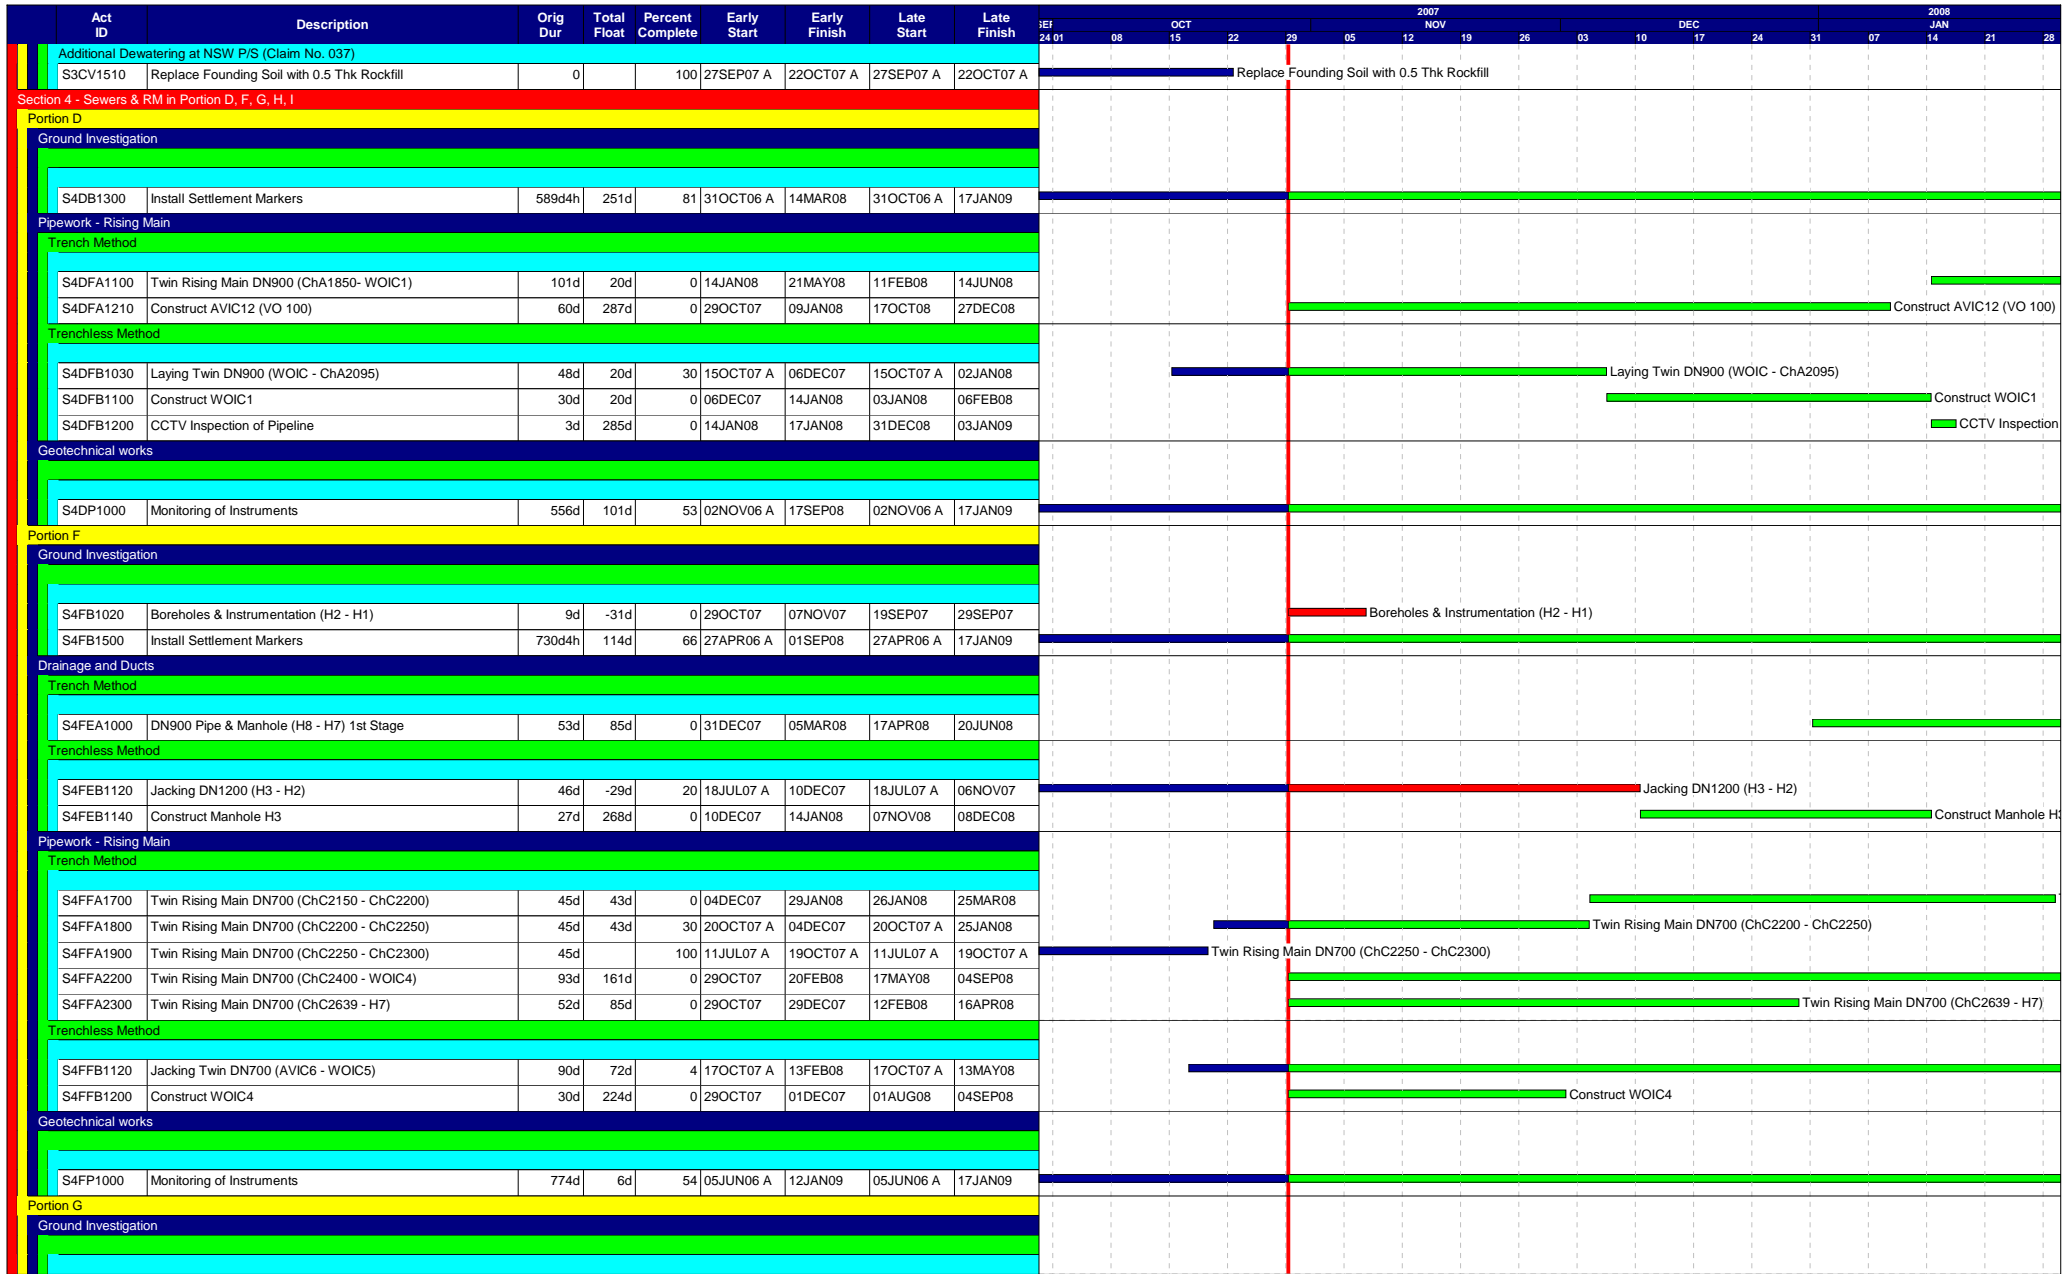 Act ID Description Orig Dur Total Float Percent Complete Early Start Early Finish Late Start Late Finish
2007 2008
SEP OCT NOV DEC JAN
24 01 08 15 22 29 05 12 19 26 03 10 17 24 31 07 14 21 28
Additional Dewatering at NSW P/S (Claim No. 037)
S3CV1510 Replace Founding Soil with 0.5 Thk Rockfill 0 100 27SEP07 A 22OCT07 A 27SEP07 A 22OCT07 A Replace Founding Soil with 0.5 Thk Rockfill
Section 4 - Sewers & RM in Portion D, F, G, H, I
Portion D
Ground Investigation
S4DB1300 Install Settlement Markers 589d4h 251d 81 31OCT06 A 14MAR08 31OCT06 A 17JAN09
Pipework - Rising Main
Trench Method
S4DFA1100 Twin Rising Main DN900 (ChA1850- WOIC1) 101d 20d 0 14JAN08 21MAY08 11FEB08 14JUN08
S4DFA1210 Construct AVIC12 (VO 100) 60d 287d 0 29OCT07 09JAN08 17OCT08 27DEC08 Construct AVIC12 (VO 100)
Trenchless Method
S4DFB1030 Laying Twin DN900 (WOIC - ChA2095) 48d 20d 30 15OCT07 A 06DEC07 15OCT07 A 02JAN08 Laying Twin DN900 (WOIC - ChA2095)
S4DFB1100 Construct WOIC1 30d 20d 0 06DEC07 14JAN08 03JAN08 06FEB08 Construct WOIC1
S4DFB1200 CCTV Inspection of Pipeline 3d 285d 0 14JAN08 17JAN08 31DEC08 03JAN09 CCTV Inspection
Geotechnical works
S4DP1000 Monitoring of Instruments 556d 101d 53 02NOV06 A 17SEP08 02NOV06 A 17JAN09
Portion F
Ground Investigation
S4FB1020 Boreholes & Instrumentation (H2 - H1) 9d -31d 0 29OCT07 07NOV07 19SEP07 29SEP07 Boreholes & Instrumentation (H2 - H1)
S4FB1500 Install Settlement Markers 730d4h 114d 66 27APR06 A 01SEP08 27APR06 A 17JAN09
Drainage and Ducts
Trench Method
S4FEA1000 DN900 Pipe & Manhole (H8 - H7) 1st Stage 53d 85d 0 31DEC07 05MAR08 17APR08 20JUN08
Trenchless Method
S4FEB1120 Jacking DN1200 (H3 - H2) 46d -29d 20 18JUL07 A 10DEC07 18JUL07 A 06NOV07 Jacking DN1200 (H3 - H2)
S4FEB1140 Construct Manhole H3 27d 268d 0 10DEC07 14JAN08 07NOV08 08DEC08 Construct Manhole H3
Pipework - Rising Main
Trench Method
S4FFA1700 Twin Rising Main DN700 (ChC2150 - ChC2200) 45d 43d 0 04DEC07 29JAN08 26JAN08 25MAR08
S4FFA1800 Twin Rising Main DN700 (ChC2200 - ChC2250) 45d 43d 30 20OCT07 A 04DEC07 20OCT07 A 25JAN08 Twin Rising Main DN700 (ChC2200 - ChC2250)
S4FFA1900 Twin Rising Main DN700 (ChC2250 - ChC2300) 45d 100 11JUL07 A 19OCT07 A 11JUL07 A 19OCT07 A Twin Rising Main DN700 (ChC2250 - ChC2300)
S4FFA2200 Twin Rising Main DN700 (ChC2400 - WOIC4) 93d 161d 0 29OCT07 20FEB08 17MAY08 04SEP08
S4FFA2300 Twin Rising Main DN700 (ChC2639 - H7) 52d 85d 0 29OCT07 29DEC07 12FEB08 16APR08 Twin Rising Main DN700 (ChC2639 - H7)
Trenchless Method
S4FFB1120 Jacking Twin DN700 (AVIC6 - WOIC5) 90d 72d 4 17OCT07 A 13FEB08 17OCT07 A 13MAY08
S4FFB1200 Construct WOIC4 30d 224d 0 29OCT07 01DEC07 01AUG08 04SEP08 Construct WOIC4
Geotechnical works
S4FP1000 Monitoring of Instruments 774d 6d 54 05JUN06 A 12JAN09 05JUN06 A 17JAN09
Portion G
Ground Investigation